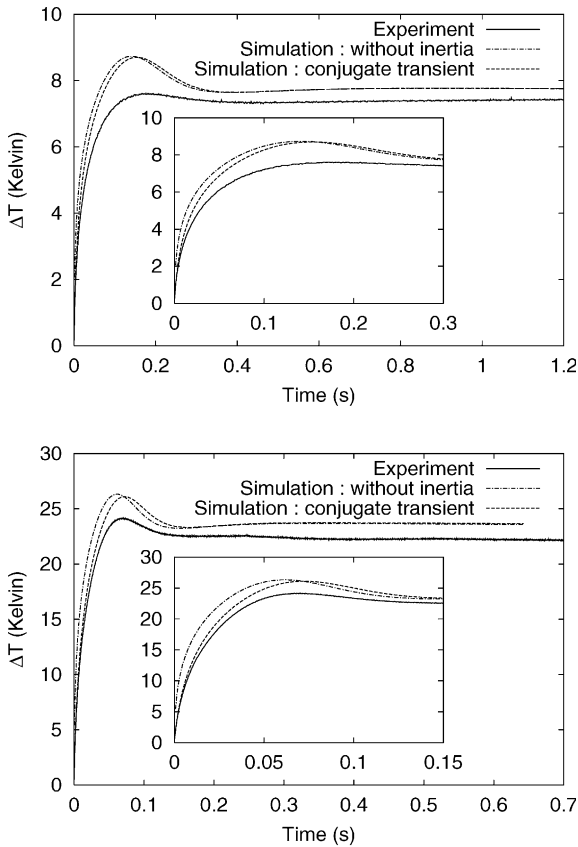 10
8
6
4
2
0
ΔT (Kelvin)
Experiment
Simulation : without inertia
Simulation : conjugate transient
10
8
6
4
2
0
0 0.1 0.2 0.3
0 0.2 0.4 0.6 0.8 1 1.2
Time (s)
30
25
20
15
10
5
0
ΔT (Kelvin)
Experiment
Simulation : without inertia
Simulation : conjugate transient
30
25
20
15
10
5
0
0 0.05 0.1 0.15
0 0.1 0.2 0.3 0.4 0.5 0.6 0.7
Time (s)